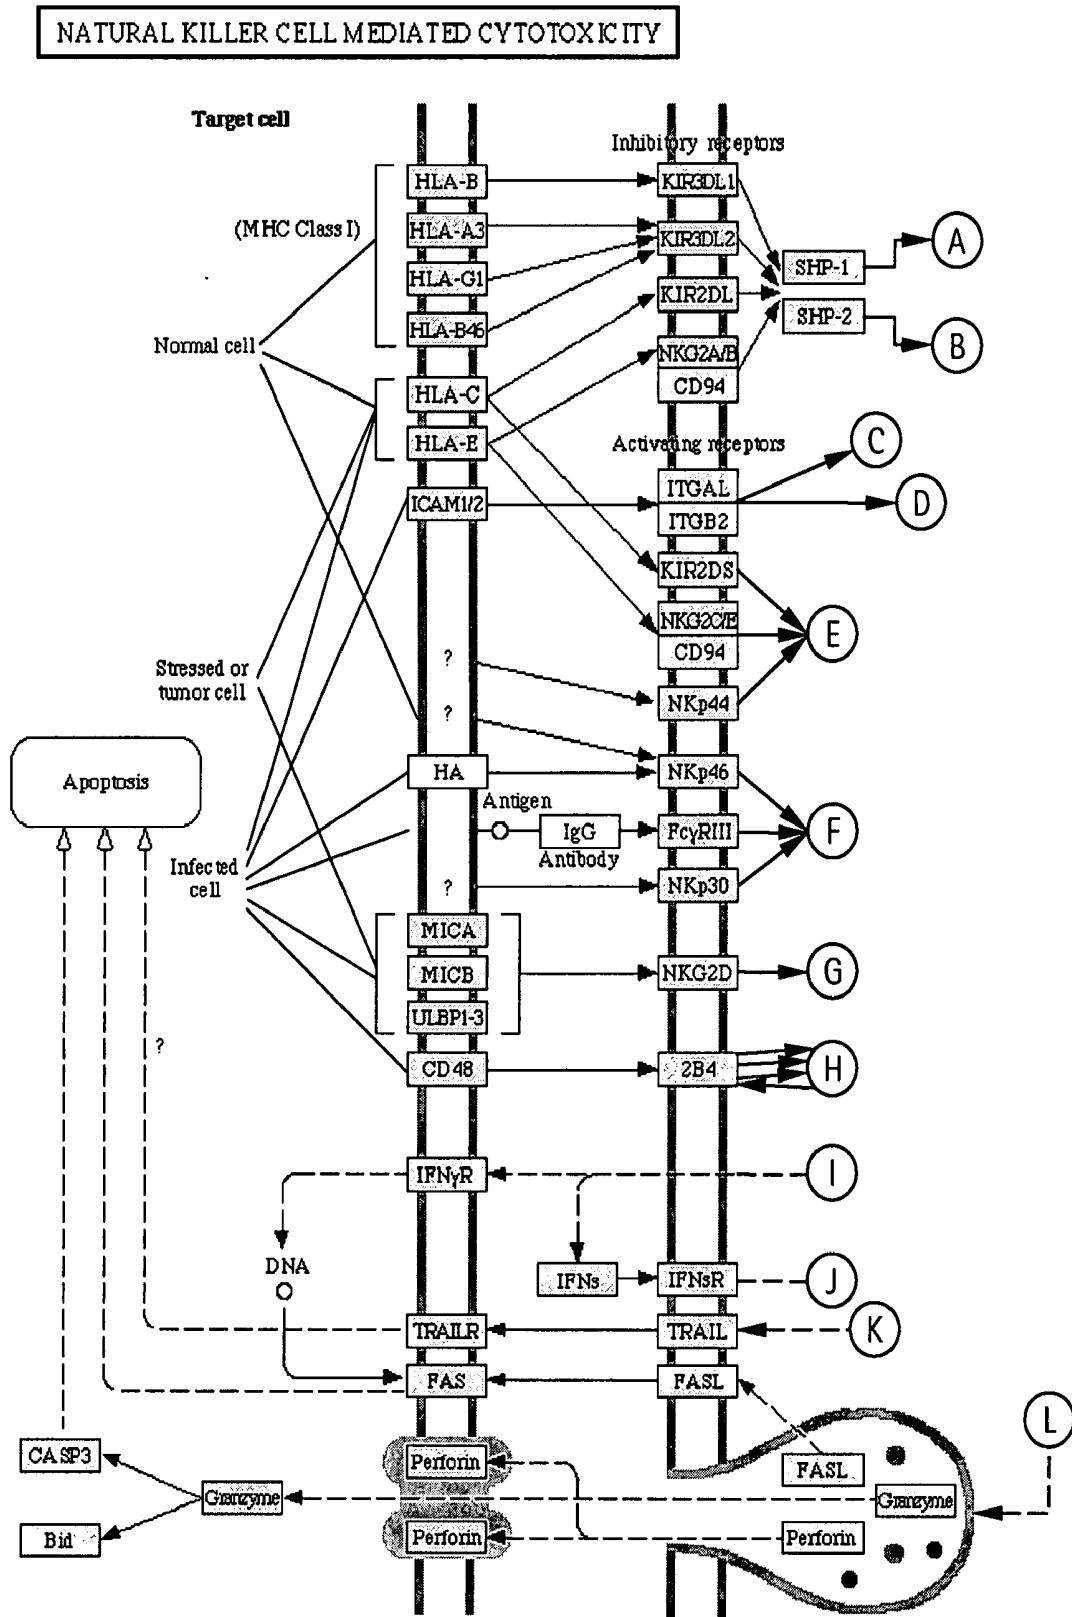 NATURAL KILLER CELL MEDIATED CYTOTOXICITY
Target cell
Inhibitory receptors
HLA-B
KIR3DL1
(MHC Class I)
HLA-A3
KIR3DL2
A
HLA-G1
SHP-1
KIR2DL
HLA-B46
SHP-2
Normal cell
NKG2A/B
B
HLA-C
CD94
HLA-E
Activating receptors
C
ITGAL
ICAM1/2
D
ITGB2
KIR2DS
NKG2C/E
E
?
CD94
Stressed or
tumor cell
NKp44
?
Apoptosis
HA
NKp46
Antigen
IgG
FcγRIII
F
Antibody
Infected
cell
?
NKp30
MICA
MICB
NKG2D
G
ULBP1-3
?
CD48
2B4
H
IFNγR
I
DNA
IFNs
IFNsR
J
TRAILR
TRAIL
K
FAS
FASL
L
CASP3
Perforin
FASL
Granzyme
Granzyme
Bid
Perforin
Perforin